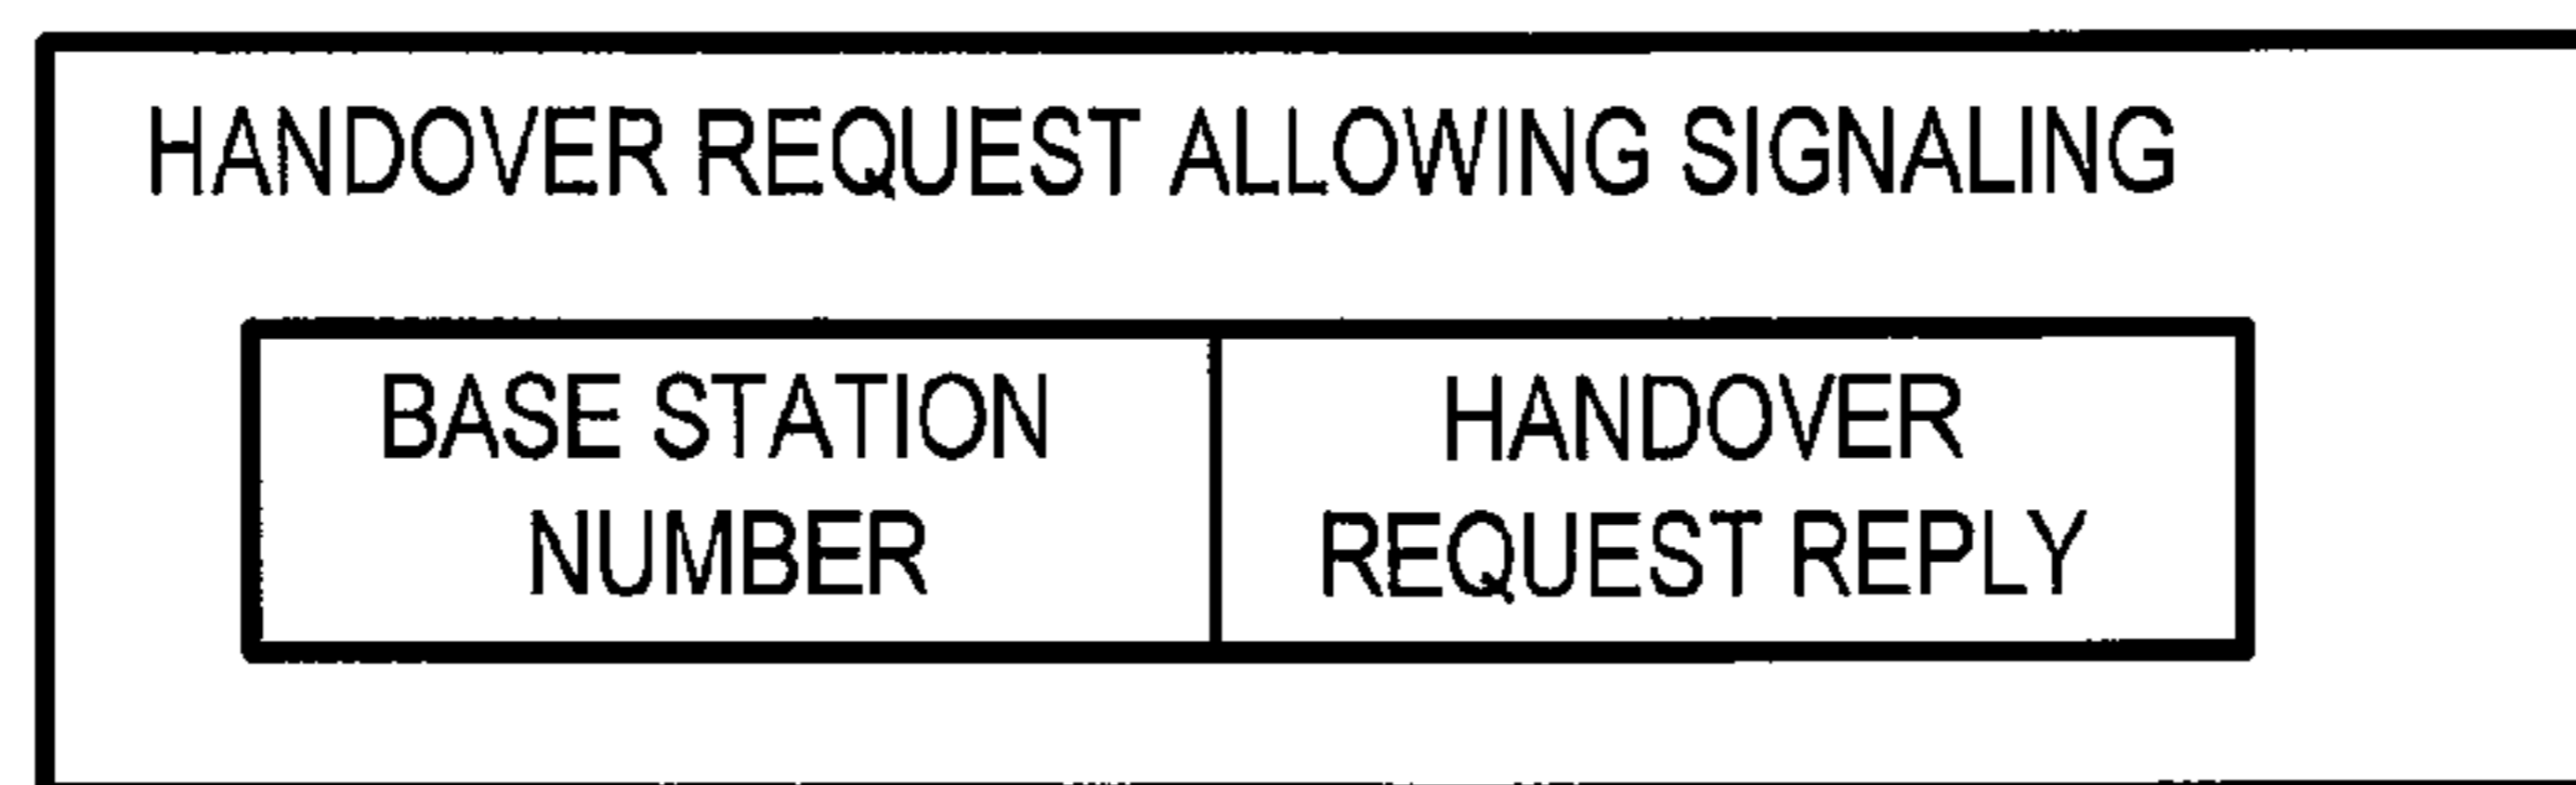 HANDOVER REQUEST ALLOWING SIGNALING
BASE STATION
NUMBER
HANDOVER
REQUEST REPLY